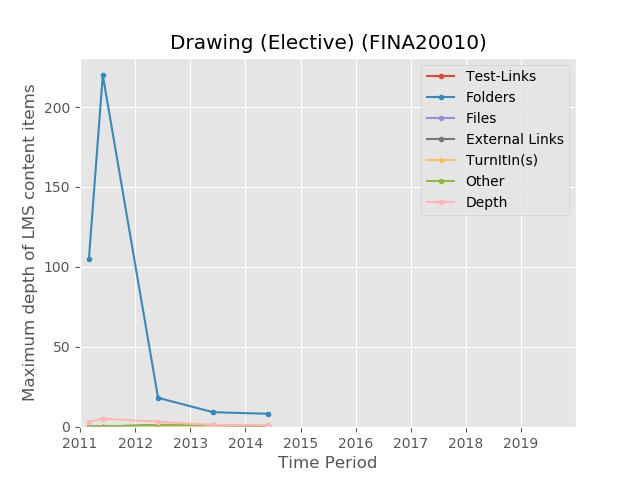 Drawing (Elective) (FINA20010)
Maximum depth of LMS content items
200
150
100
50
0
Test-Links
Folders
Files
External Links
TurnItIn(s)
Other
Depth
2011 2012 2013 2014 2015 2016 2017 2018 2019
Time Period